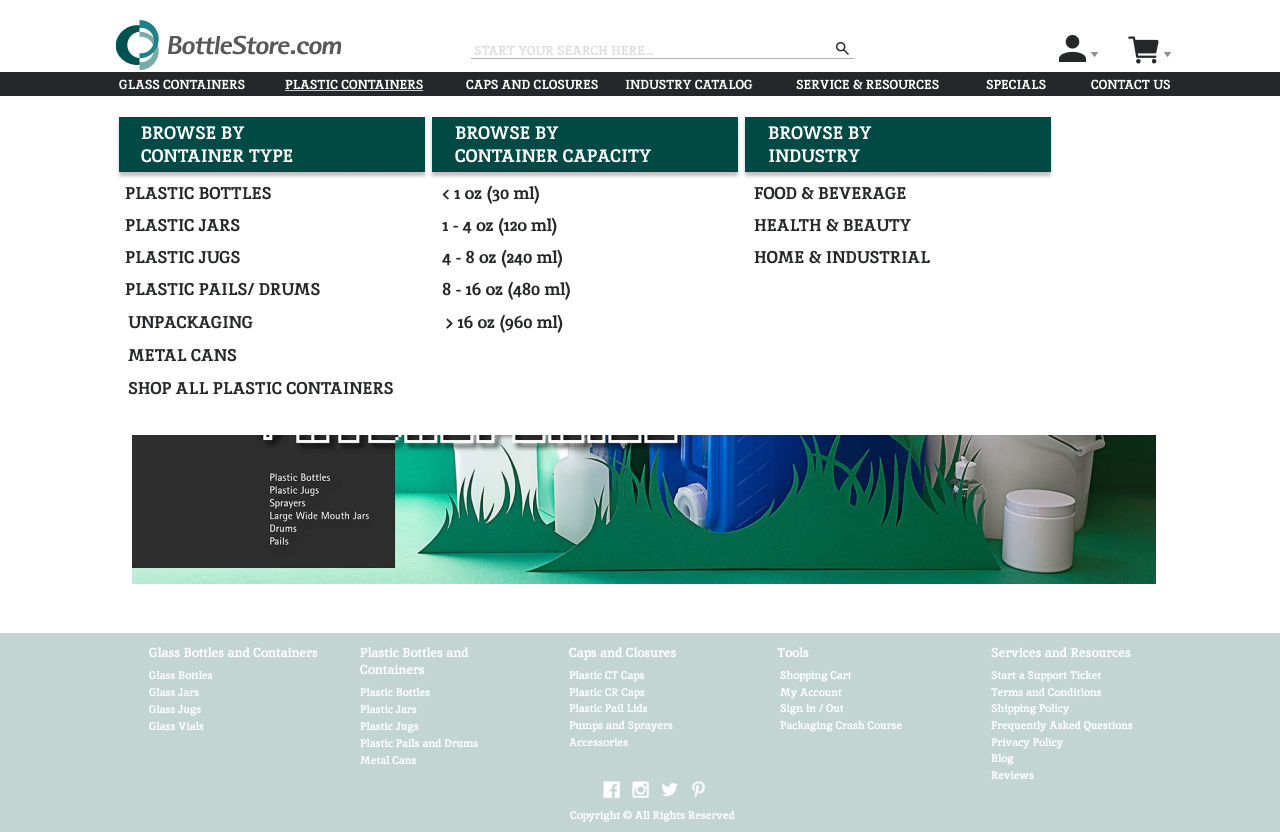 BottleStore.com
START YOUR SEARCH HERE...
GLASS CONTAINERS PLASTIC CONTAINERS CAPS AND CLOSURES INDUSTRY CATALOG SERVICE & RESOURCES SPECIALS CONTACT US
BROWSE BY
CONTAINER TYPE
PLASTIC BOTTLES
PLASTIC JARS
PLASTIC JUGS
PLASTIC PAILS/ DRUMS
UNPACKAGING
METAL CANS
SHOP ALL PLASTIC CONTAINERS
BROWSE BY
CONTAINER CAPACITY
< 1 oz (30 ml)
1 - 4 oz (120 ml)
4 - 8 oz (240 ml)
8 - 16 oz (480 ml)
> 16 oz (960 ml)
BROWSE BY
INDUSTRY
FOOD & BEVERAGE
HEALTH & BEAUTY
HOME & INDUSTRIAL
Plastic Bottles
Plastic Jugs
Sprayers
Large Wide Mouth Jars
Drums
Pails
Glass Bottles and Containers
Glass Bottles
Glass Jars
Glass Jugs
Glass Vials
Plastic Bottles and
Containers
Plastic Bottles
Plastic Jars
Plastic Jugs
Plastic Pails and Drums
Metal Cans
Caps and Closures
Plastic CT Caps
Plastic CR Caps
Plastic Pail Lids
Pumps and Sprayers
Accessories
Tools
Shopping Cart
My Account
Sign in / Out
Packaging Crash Course
Services and Resources
Start a Support Ticket
Terms and Conditions
Shipping Policy
Frequently Asked Questions
Privacy Policy
Blog
Reviews
Copyright © All Rights Reserved